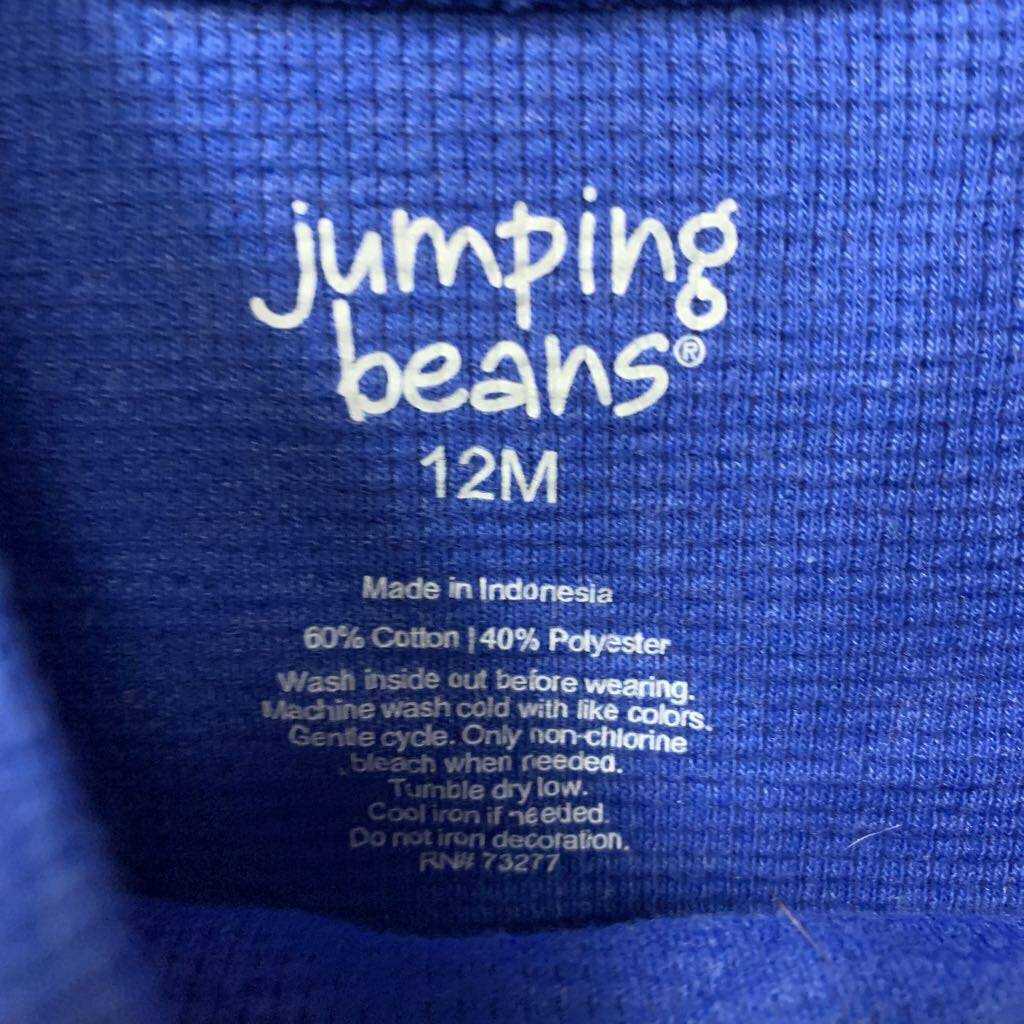 jumping
beans®
12M
Made in Indonesia
60% Cotton | 40% Polyester
Wash inside out before wearing.
Machine wash cold with like colors.
Gentle cycle. Only non-chlorine
bleach when needed.
Tumble dry low.
Cool iron if needed.
Do not iron decoration.
RN# 73277